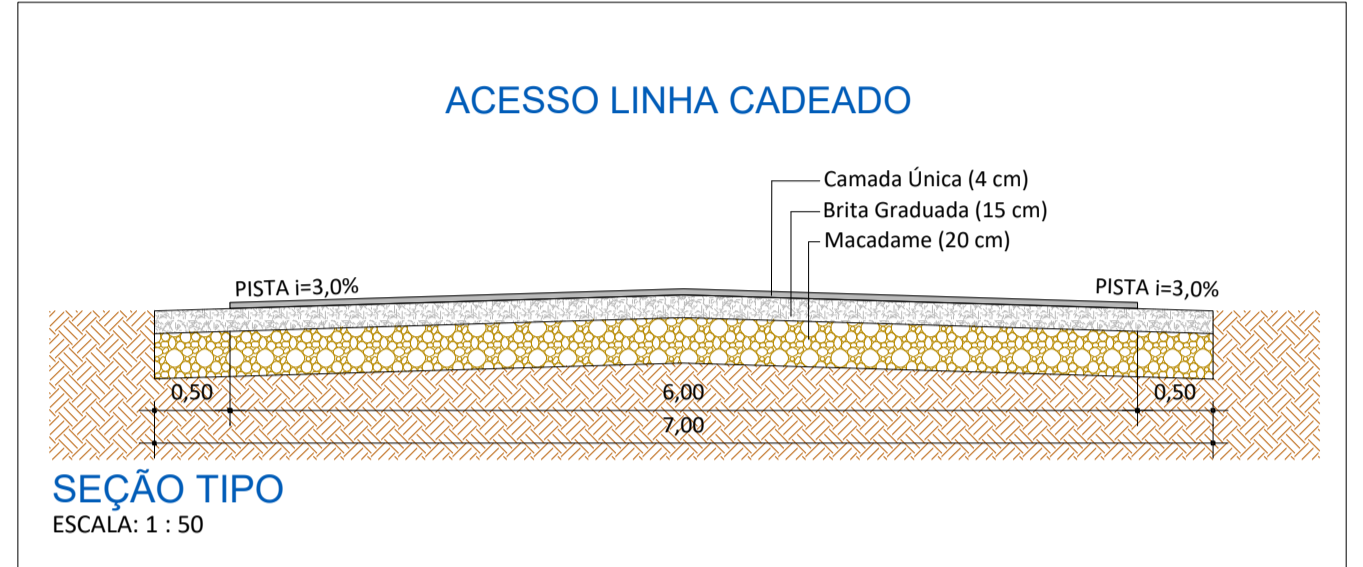 ACESSO LINHA CADEADO
Camada Única (4 cm)
Brita Graduada (15 cm)
Macadame (20 cm)
PISTA i=3,0%
PISTA i=3,0%
0,50
6,00
0,50
7,00
SEÇÃO TIPO
ESCALA: 1 : 50